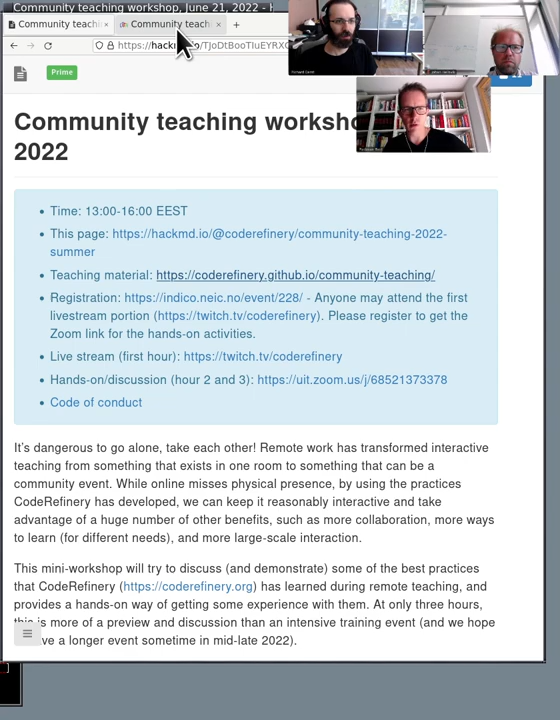 Community teaching workshop, June 21, 2022 -
Community teachin
Community teach
https://hackm
/TJoDtBooTIuEYRXG
Prime
Community teaching worksho
2022
Time: 13:00-16:00 EEST
This page: https://hackmd.io/@coderefinery/community-teaching-2022-
summer
Teaching material: https://coderefinery.github.io/community-teaching/
Registration: https://indico.neic.no/event/228/ - Anyone may attend the first
livestream portion (https://twitch.tv/coderefinery). Please register to get the
Zoom link for the hands-on activities.
Live stream (first hour): https://twitch.tv/coderefinery
Hands-on/discussion (hour 2 and 3): https://uit.zoom.us/j/68521373378
Code of conduct
It's dangerous to go alone, take each other! Remote work has transformed interactive
teaching from something that exists in one room to something that can be a
community event. While online misses physical presence, by using the practices
CodeRefinery has developed, we can keep it reasonably interactive and take
advantage of a huge number of other benefits, such as more collaboration, more ways
to learn (for different needs), and more large-scale interaction.
This mini-workshop will try to discuss (and demonstrate) some of the best practices
that CodeRefinery (https://coderefinery.org) has learned during remote teaching, and
provides a hands-on way of getting some experience with them. At only three hours,
this is more of a preview and discussion than an intensive training event (and we hope
ve a longer event sometime in mid-late 2022).